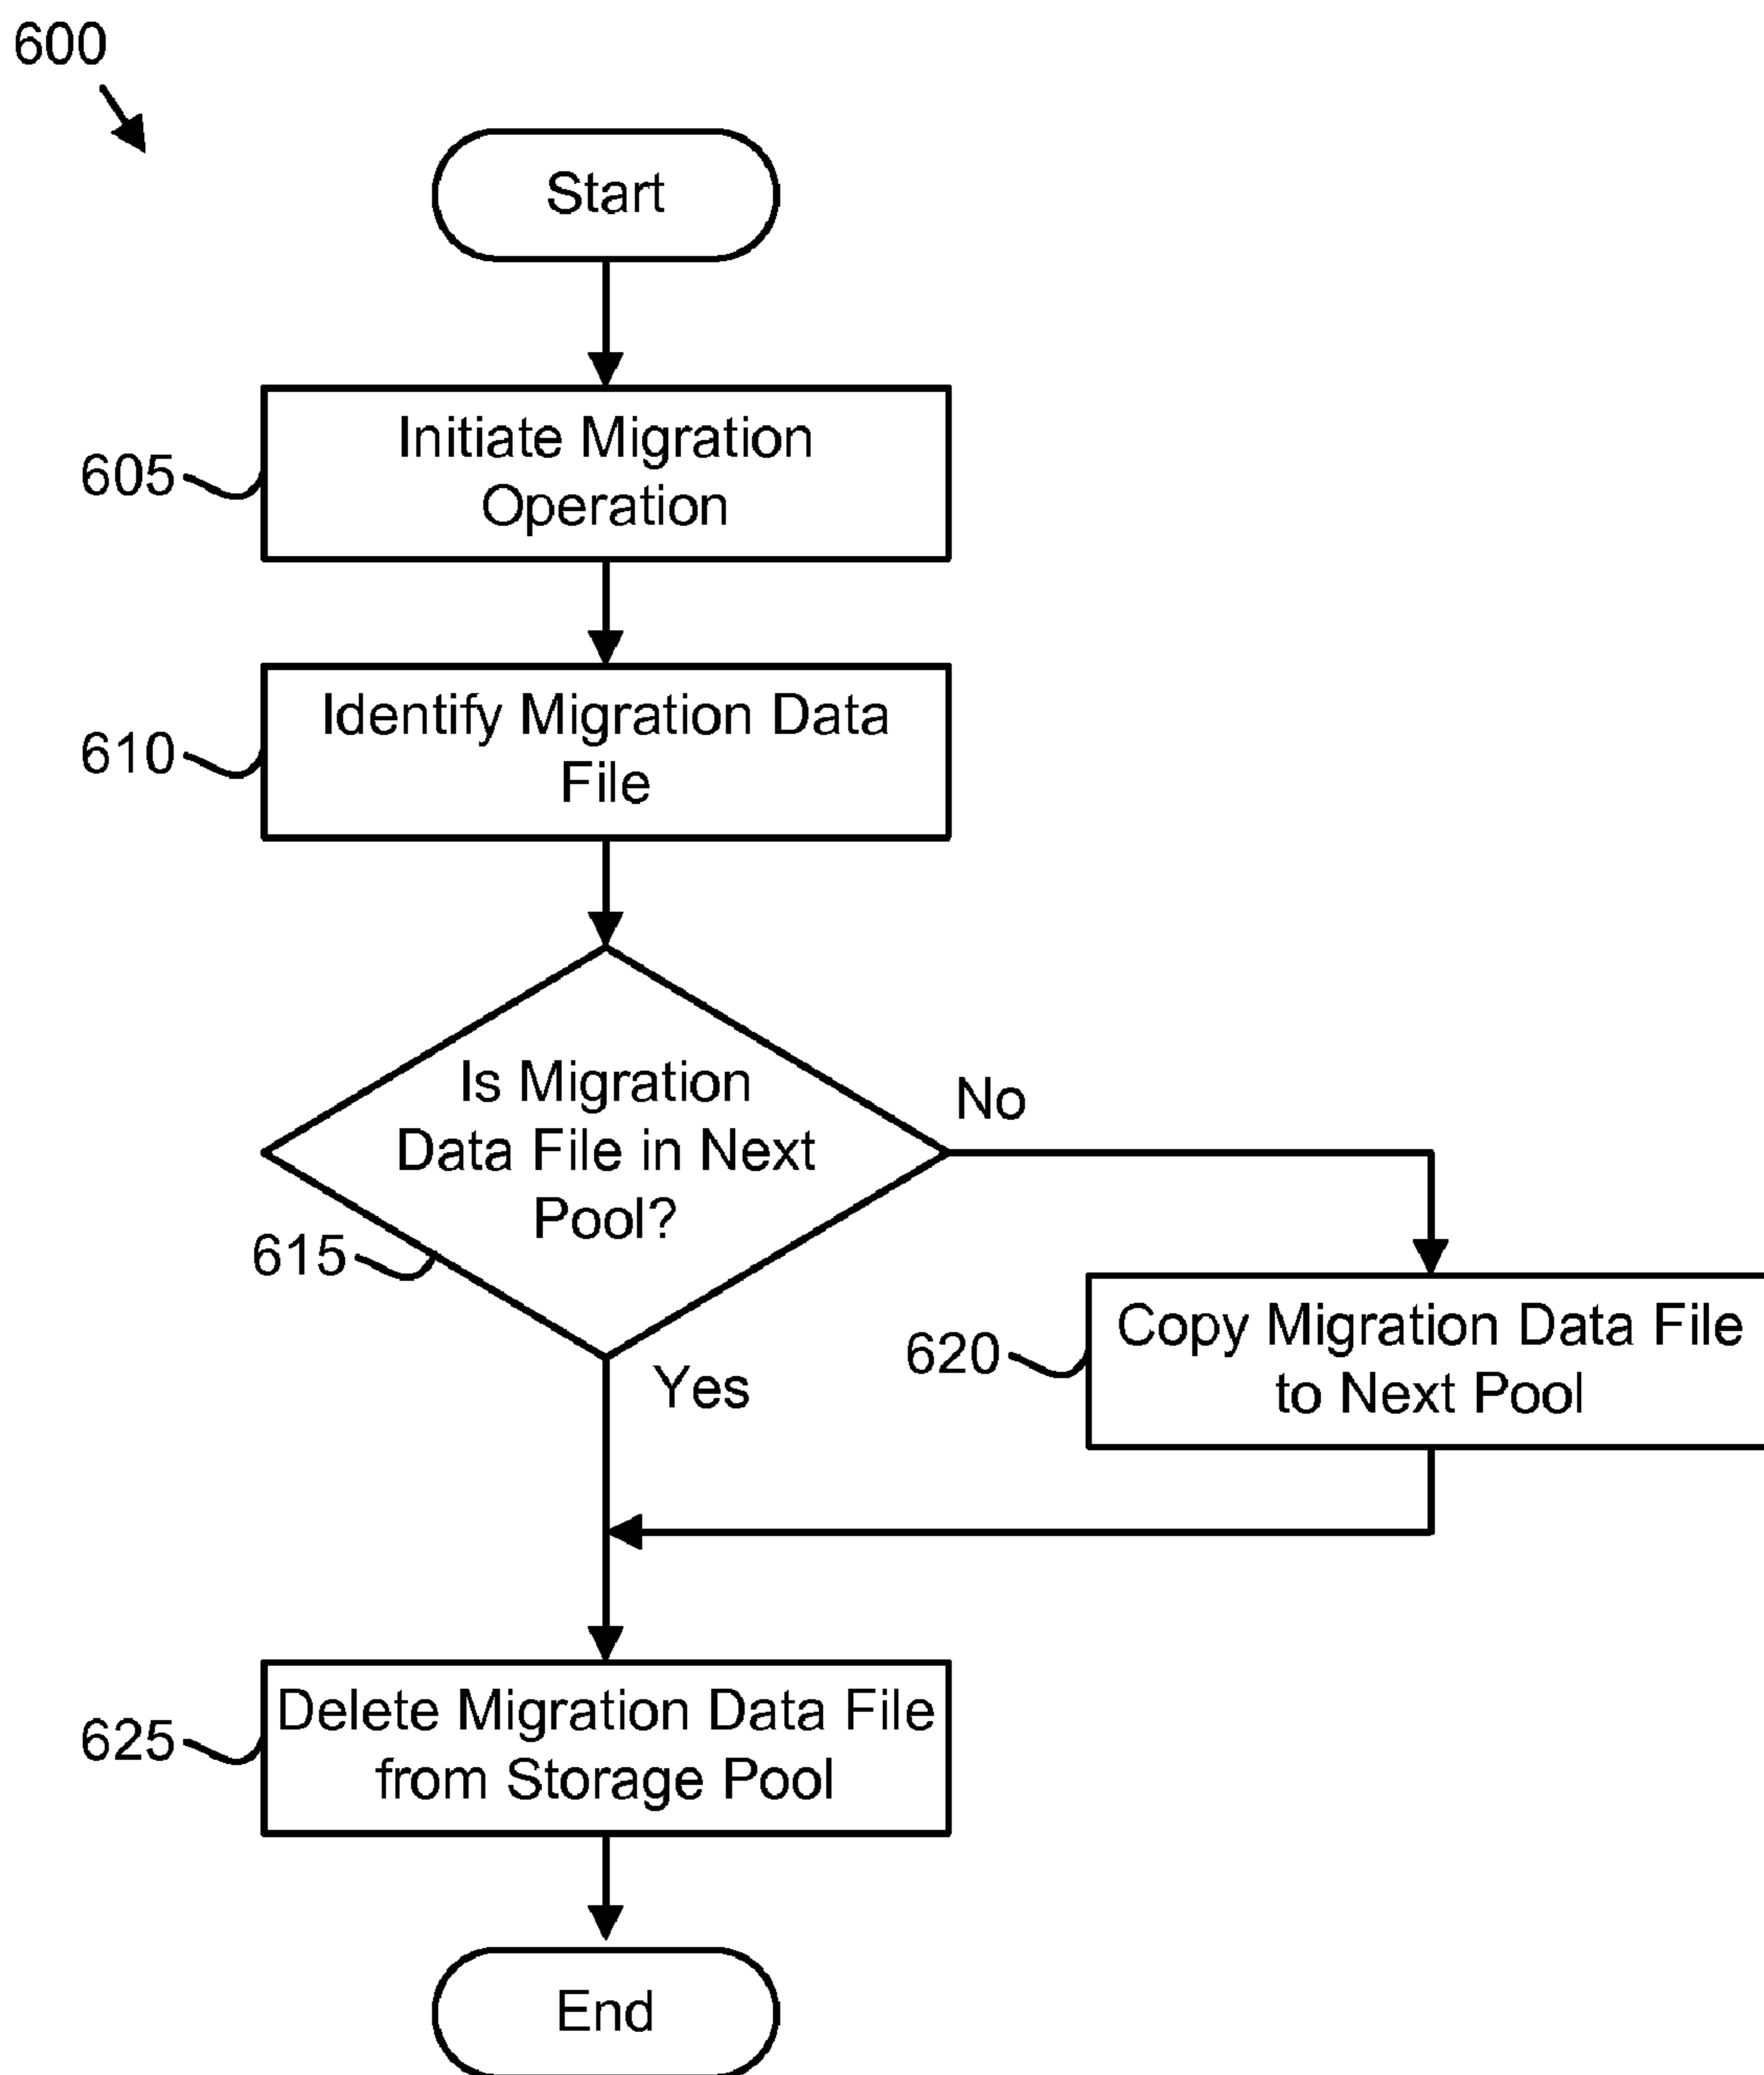 600
Start
Initiate Migration
Operation
605
Identify Migration Data
File
610
Is Migration
Data File in Next
Pool?
615
No
Yes
Copy Migration Data File
to Next Pool
620
Delete Migration Data File
from Storage Pool
625
End